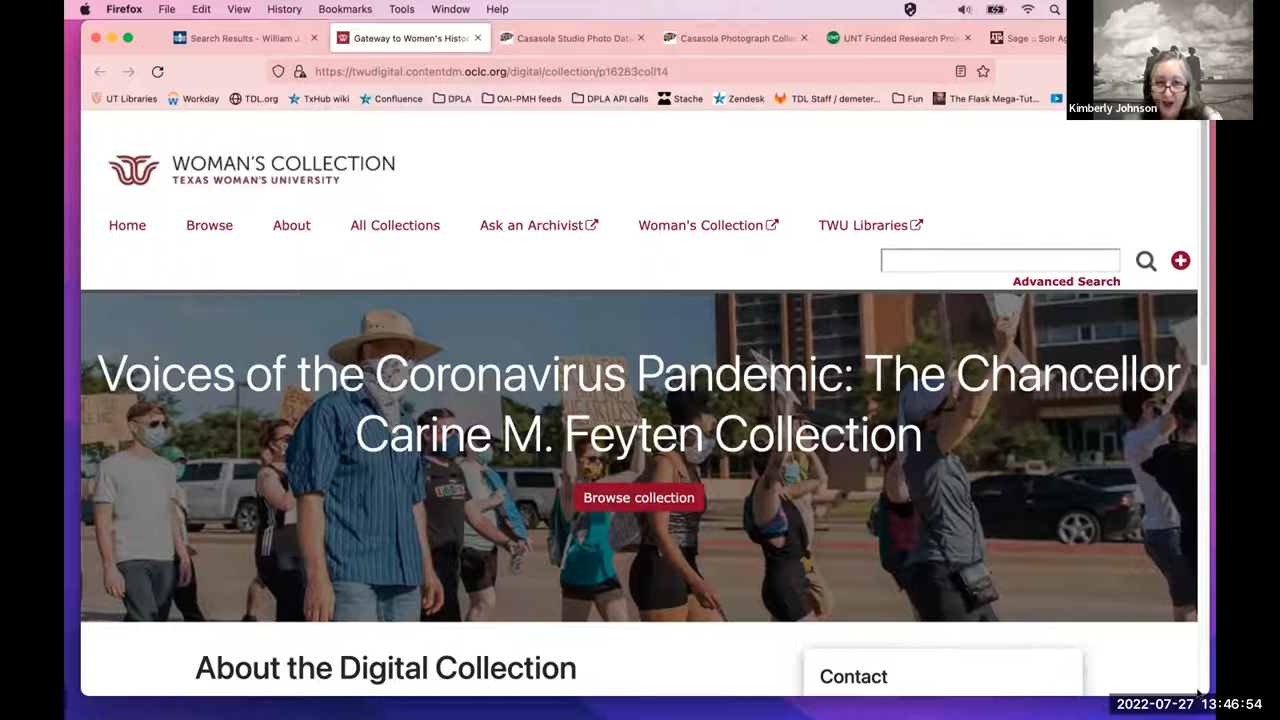 Firefox File Edit View History Bookmarks Tools Window Help
Search Results - William J. Gateway to Women's Histor Casasola Studio Photo Dat Casasola Photograph Collec UNT Funded Research Proj Sage :: Solr Ag
https://twudigital.contentdm.oclc.org/digital/collection/p16283coll14
UT Libraries Workday TDL.org TxHub wiki Confluence DPLA OAI-PMH feeds DPLA API calls Stache Zendesk TDL Staff / demeter... Fun The Flask Mega-Tut...
Kimberly Johnson
WOMAN'S COLLECTION
TEXAS WOMAN'S UNIVERSITY
Home Browse About All Collections Ask an Archivist Woman's Collection TWU Libraries
Advanced Search
Voices of the Coronavirus Pandemic: The Chancellor
Carine M. Feyten Collection
Browse collection
About the Digital Collection
Contact
2022-07-27 13:46:54